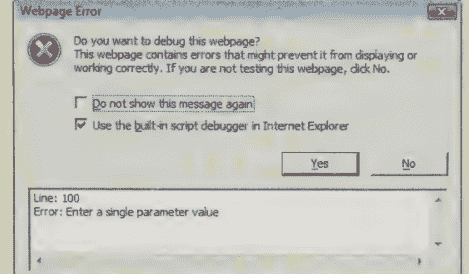 Webpage Error
Do you want to debug this webpage?
This webpage contains errors that might prevent it from displaying or
working correctly. If you are not testing this webpage, click No.
Do not show this message again
Use the built-in script debugger in Internet Explorer
Yes
No
Line: 100
Error: Enter a single parameter value